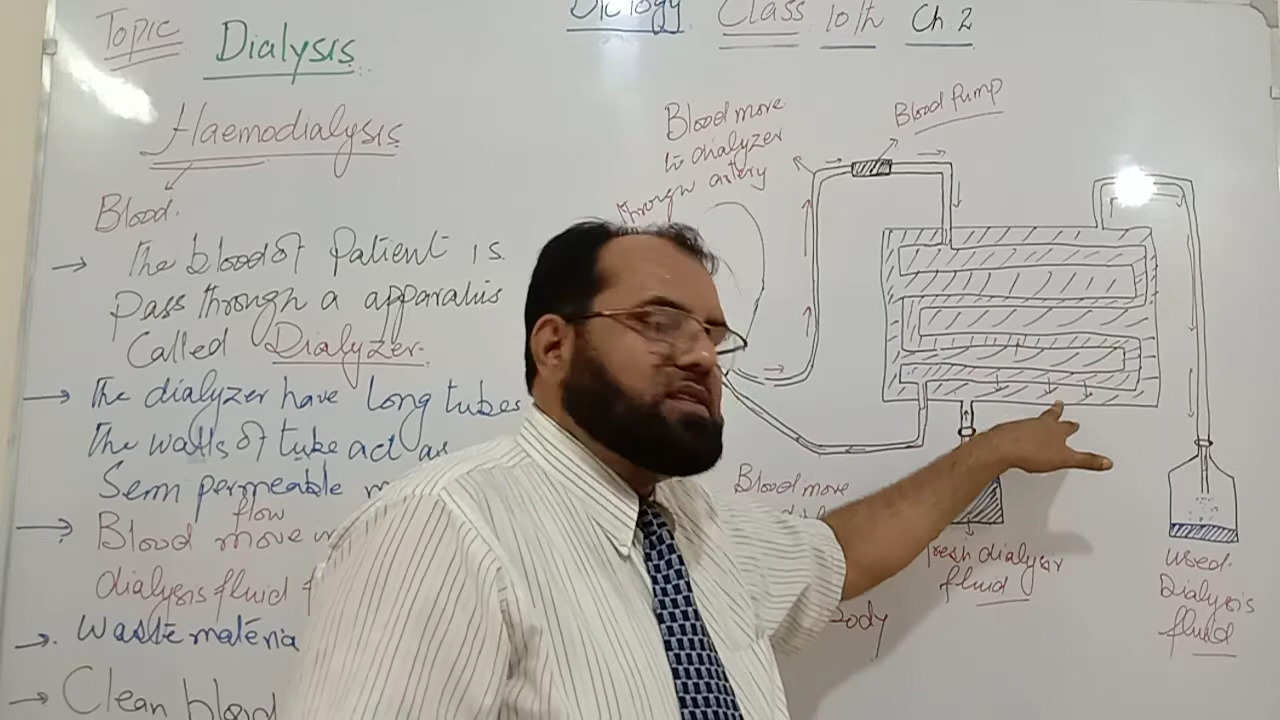 Biology Class 10th Ch. 2
Topic Dialysis
Haemodialysis
Blood.
→ The blood of Patient is
Pass through a apparatus
Called Dialyzer.
→ The dialyzer have Long tubes
The walls of tube act as
Semi permeable
flow
→ Blood move
dialysis fluid
→ Waste materia
→ Clean blood
Blood move
to dialyzer
through artery
Blood Pump
Blood move
Body
fresh dialysis
fluid
used
Dialysis
fluid